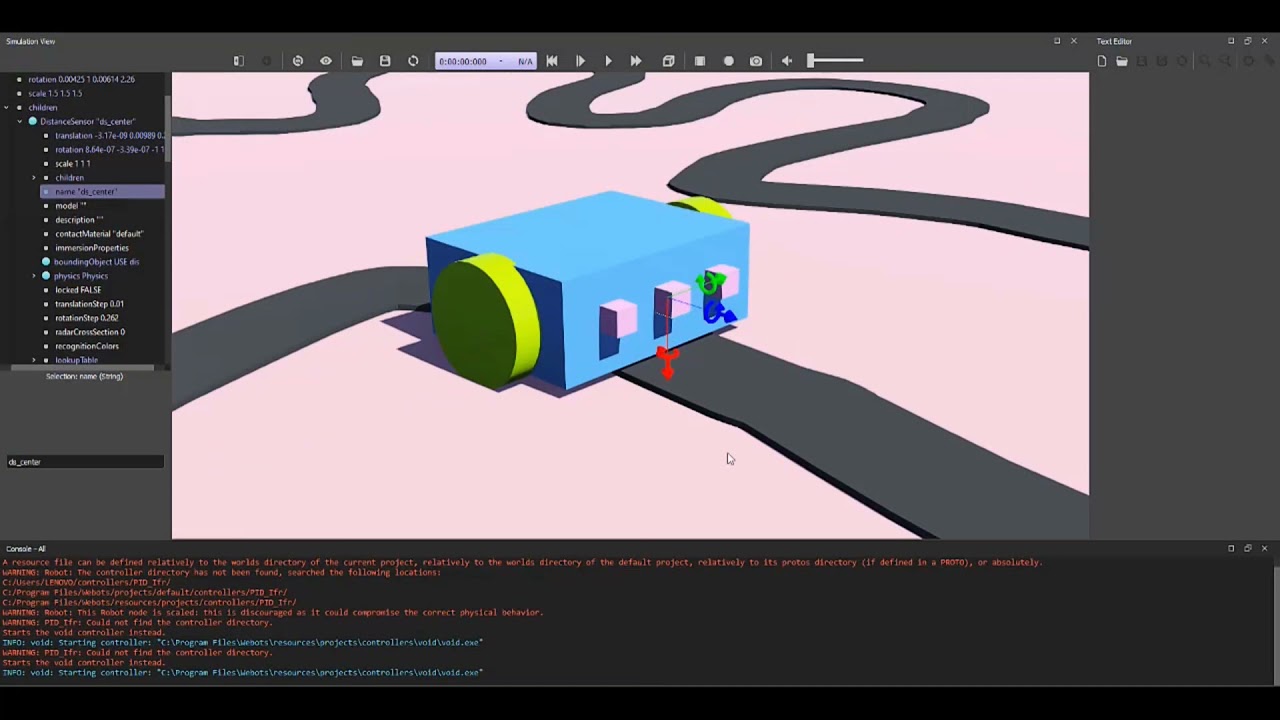 Simulation View
Text Editor
0:00:00:000 - N/A
rotation 0.00425 1 0.00614 2.26
scale 1.5 1.5 1.5
children
DistanceSensor "ds_center"
translation -3.17e-09 0.00989 0.
rotation 8.64e-07 -3.39e-07 -1 1
scale 1 1 1
children
name "ds_center"
model ""
description ""
contactMaterial "default"
immersionProperties
boundingObject USE dis
physics Physics
locked FALSE
translationStep 0.01
rotationStep 0.262
radarCrossSection 0
recognitionColors
lookupTable
Selection: name (String)
ds_center
Console - All
A resource file can be defined relatively to the worlds directory of the current project, relatively to the worlds directory of the default project, relatively to its protos directory (if defined in a PROTO), or absolutely.
WARNING: Robot: The controller directory has not been found, searched the following locations:
C:/Users/LENOVO/controllers/PID_Ifr/
C:/Program Files/Webots/projects/default/controllers/PID_Ifr/
C:/Program Files/Webots/resources/projects/controllers/PID_Ifr/
WARNING: Robot: This Robot node is scaled: this is discouraged as it could compromise the correct physical behavior.
WARNING: PID_Ifr: Could not find the controller directory.
Starts the void controller instead.
INFO: void: Starting controller: "C:\Program Files\Webots\resources\projects\controllers\void\void.exe"
WARNING: PID_Ifr: Could not find the controller directory.
Starts the void controller instead.
INFO: void: Starting controller: "C:\Program Files\Webots\resources\projects\controllers\void\void.exe"